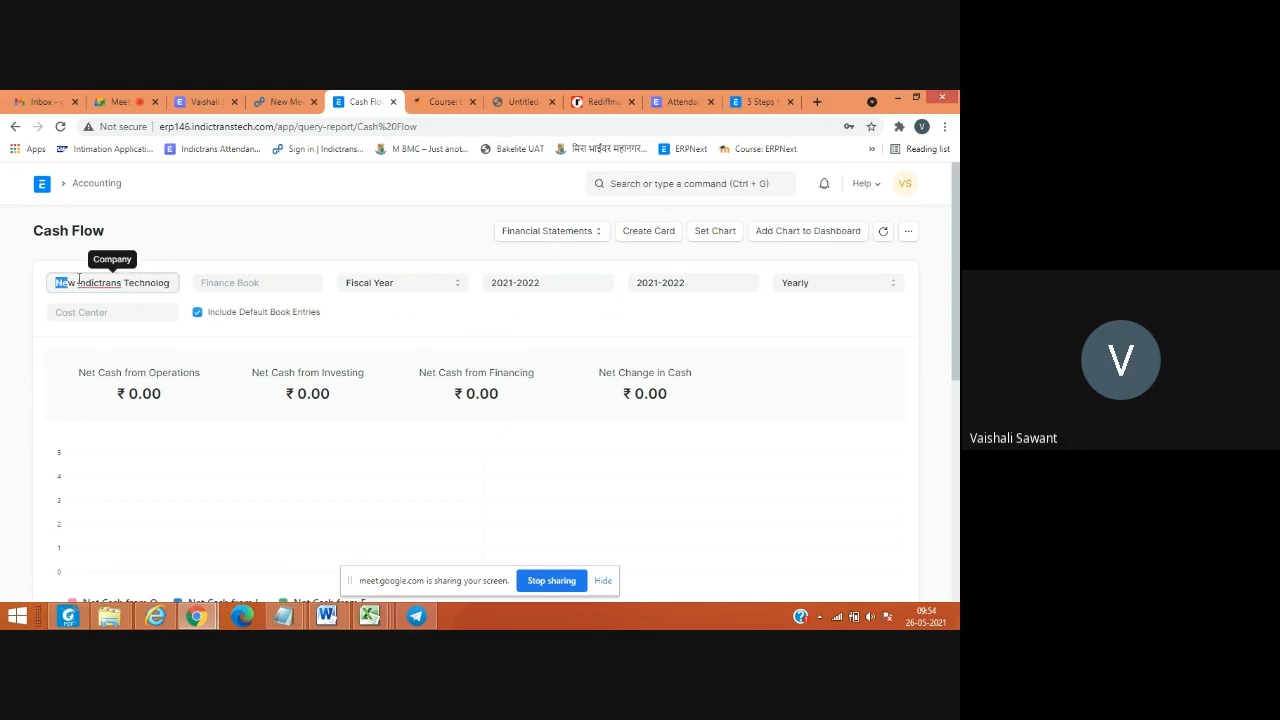 Inbox - v
Meet
Vaishali
New Me
Cash Flo
Course: E
Untitled-
Rediffma
Attenda
5 Steps t
Not secure
erp146.indictranstech.com/app/query-report/Cash%20Flow
V
Apps
Intimation Applicati...
Indictrans Attendan...
Sign in | Indictrans...
M BMC – Just anot...
Bakelite UAT
मिरा भाईंदर महानगर...
ERPNext
Course: ERPNext
»
Reading list
Accounting
Search or type a command (Ctrl + G)
Help
VS
Cash Flow
Financial Statements
Create Card
Set Chart
Add Chart to Dashboard
...
Company
New Indictrans Technolog
Finance Book
Fiscal Year
2021-2022
2021-2022
Yearly
Cost Center
Include Default Book Entries
Net Cash from Operations
Net Cash from Investing
Net Cash from Financing
Net Change in Cash
₹ 0.00
₹ 0.00
₹ 0.00
₹ 0.00
5
4
3
2
1
0
meet.google.com is sharing your screen.
Stop sharing
Hide
09:54
26-05-2021
V
Vaishali Sawant